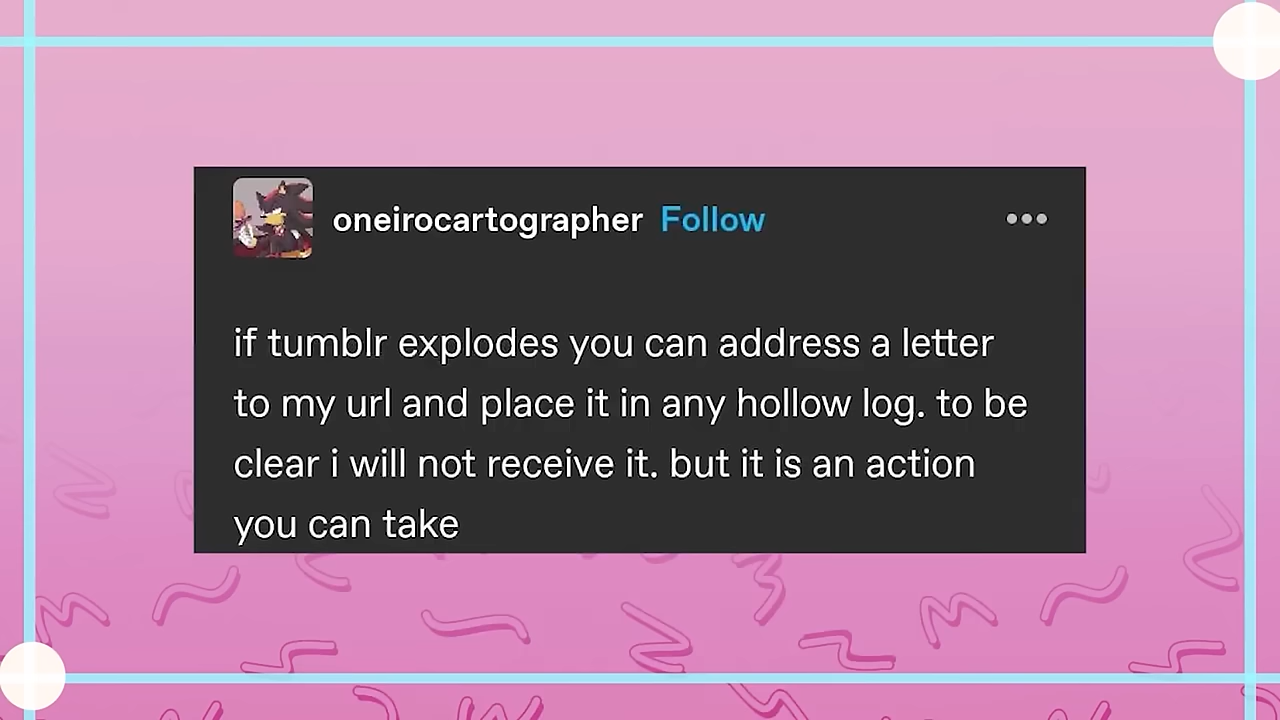 oneirocartographer Follow
if tumblr explodes you can address a letter
to my url and place it in any hollow log. to be
clear i will not receive it. but it is an action
you can take